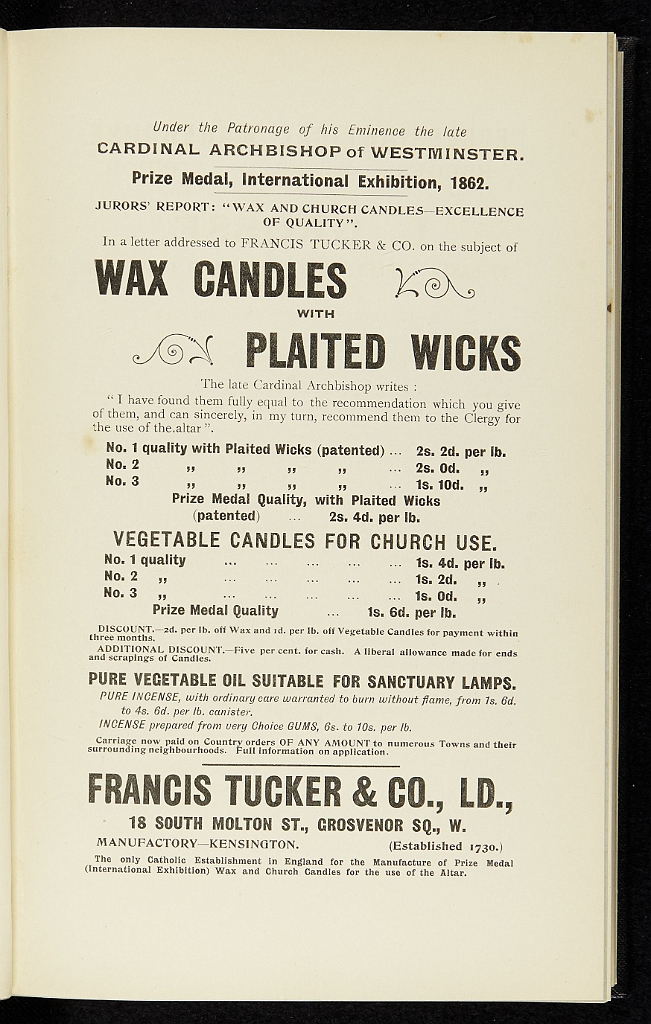 Under the Patronage of his Eminence the late
CARDINAL ARCHBISHOP of WESTMINSTER.
Prize Medal, International Exhibition, 1862.
JURORS' REPORT: "WAX AND CHURCH CANDLES—EXCELLENCE
OF QUALITY".
In a letter addressed to FRANCIS TUCKER & CO. on the subject of
WAX CANDLES
WITH
PLAITED WICKS
The late Cardinal Archbishop writes :
" I have found them fully equal to the recommendation which you give
of them, and can sincerely, in my turn, recommend them to the Clergy for
the use of the.altar ".
No. 1 quality with Plaited Wicks (patented) ... 2s. 2d. per lb.
No. 2 „ „ „ „ ... 2s. 0d. „
No. 3 „ „ „ „ ... 1s. 10d. „
Prize Medal Quality, with Plaited Wicks
(patented) ... 2s. 4d. per lb.
VEGETABLE CANDLES FOR CHURCH USE.
No. 1 quality ... ... ... ... ... 1s. 4d. per lb.
No. 2 „ ... ... ... ... ... 1s. 2d. „
No. 3 „ ... ... ... ... ... 1s. 0d. „
Prize Medal Quality ... 1s. 6d. per lb.
DISCOUNT.—2d. per lb. off Wax and 1d. per lb. off Vegetable Candles for payment within
three months.
ADDITIONAL DISCOUNT.—Five per cent. for cash. A liberal allowance made for ends
and scrapings of Candles.
PURE VEGETABLE OIL SUITABLE FOR SANCTUARY LAMPS.
PURE INCENSE, with ordinary care warranted to burn without flame, from 1s. 6d.
to 4s. 6d. per lb. canister.
INCENSE prepared from very Choice GUMS, 6s. to 10s. per lb.
Carriage now paid on Country orders OF ANY AMOUNT to numerous Towns and their
surrounding neighbourhoods. Full information on application.
FRANCIS TUCKER & CO., LD.,
18 SOUTH MOLTON ST., GROSVENOR SQ., W.
MANUFACTORY—KENSINGTON. (Established 1730.)
The only Catholic Establishment in England for the Manufacture of Prize Medal
(International Exhibition) Wax and Church Candles for the use of the Altar.